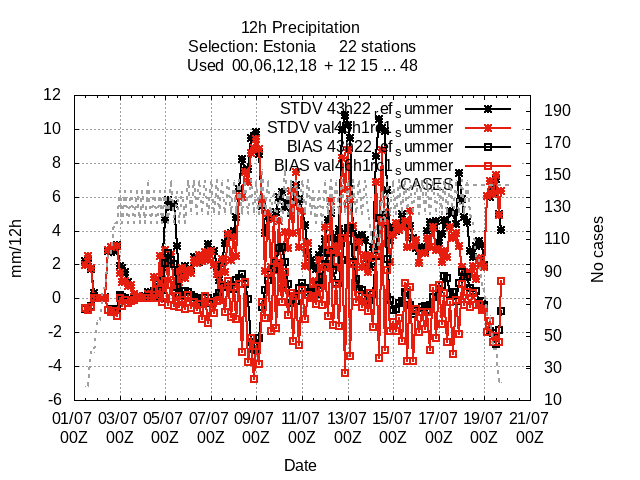 12h Precipitation
Selection: Estonia 22 stations
Used 00,06,12,18 + 12 15 ... 48
STDV 43h22_ref_summer
STDV
BIAS
BIAS
CASES
12
10
8
6
4
2
0
-2
-4
-6
190
170
150
130
110
90
70
50
30
10
mm/12h
No cases
01/07 03/07 05/07 07/07 09/07 11/07 13/07 15/07 17/07 19/07 21/07
00Z 00Z 00Z 00Z 00Z 00Z 00Z 00Z 00Z 00Z 00Z
Date